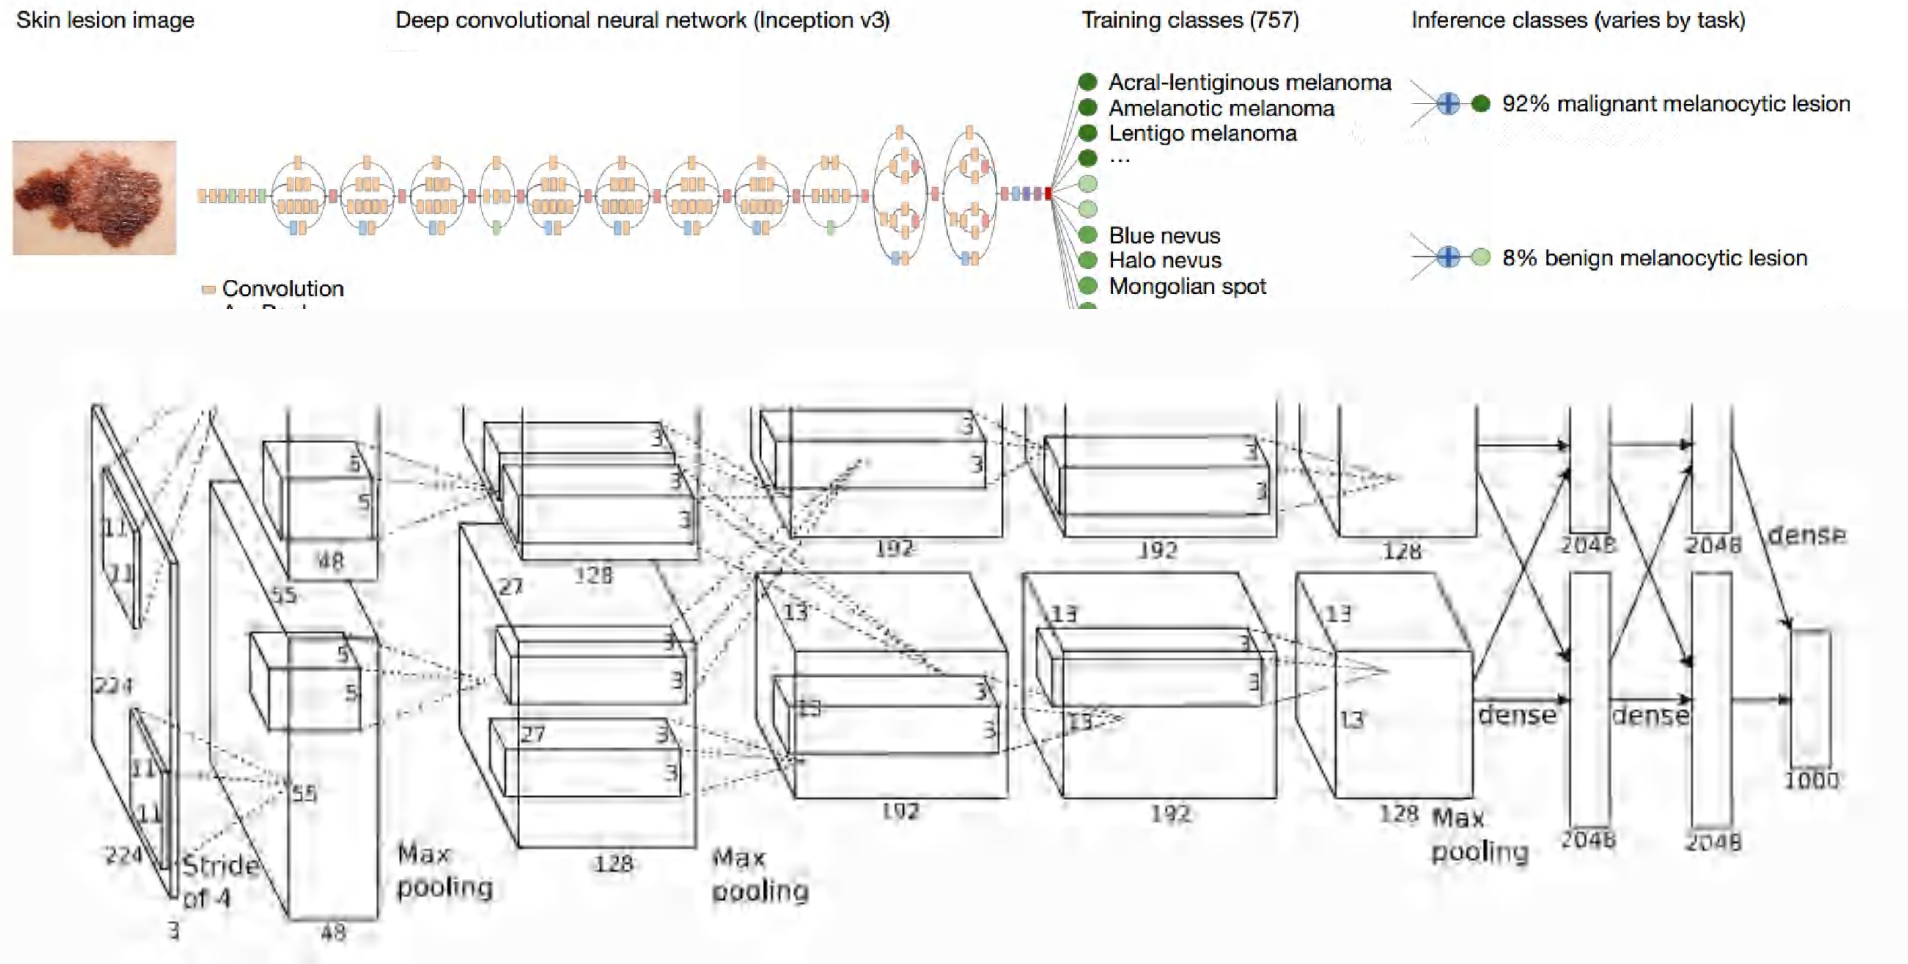 Skin lesion image
Deep convolutional neural network (Inception v3)
Training classes (757)
Inference classes (varies by task)
Acral-lentiginous melanoma
Amelanotic melanoma
Lentigo melanoma
...
92% malignant melanocytic lesion
Blue nevus
Halo nevus
Mongolian spot
8% benign melanocytic lesion
Convolution
5
5
48
55
11
11
224
3
3
3
3
128
27
3
3
192
3
3
192
128
2048
2048
dense
5
5
55
11
11
224
3
Stride
of 4
48
Max
pooling
3
3
27
3
3
128
Max
pooling
13
13
3
3
192
13
3
3
13
192
13
13
128
Max
pooling
dense
dense
2048
2048
1000